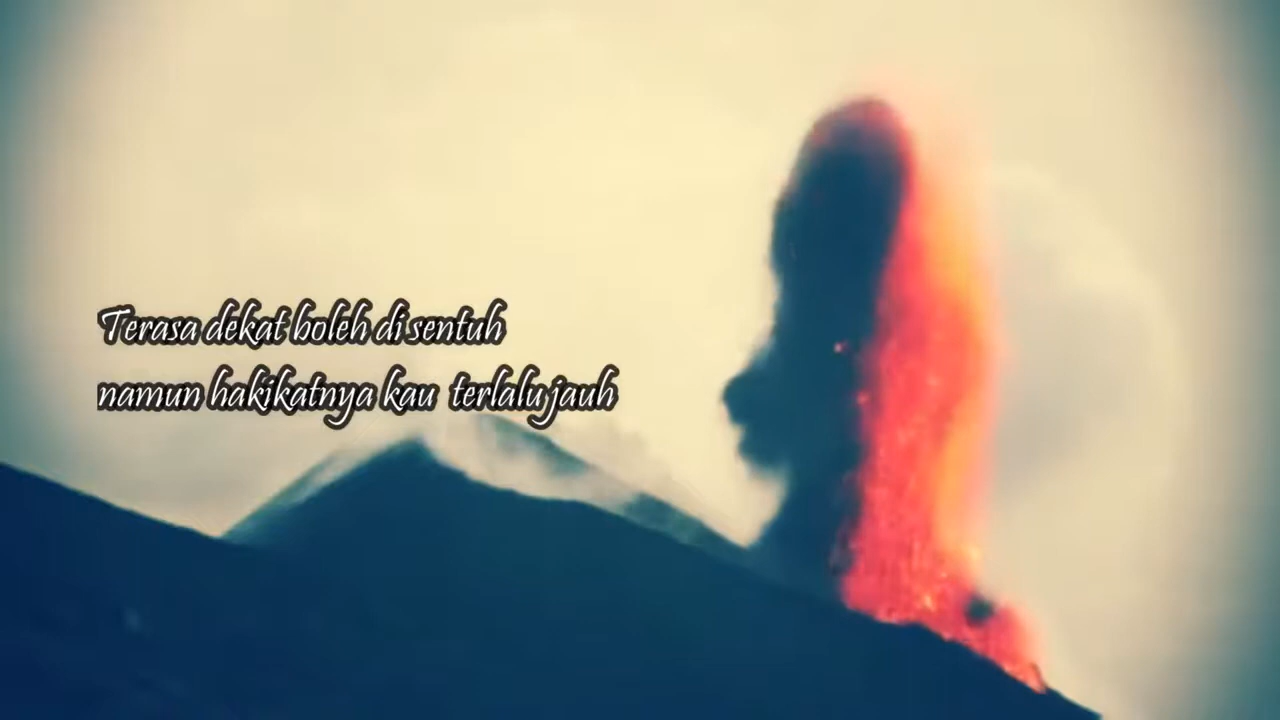 Terasa dekat boleh di sentuh
namun hakikatnya kau terlalu jauh